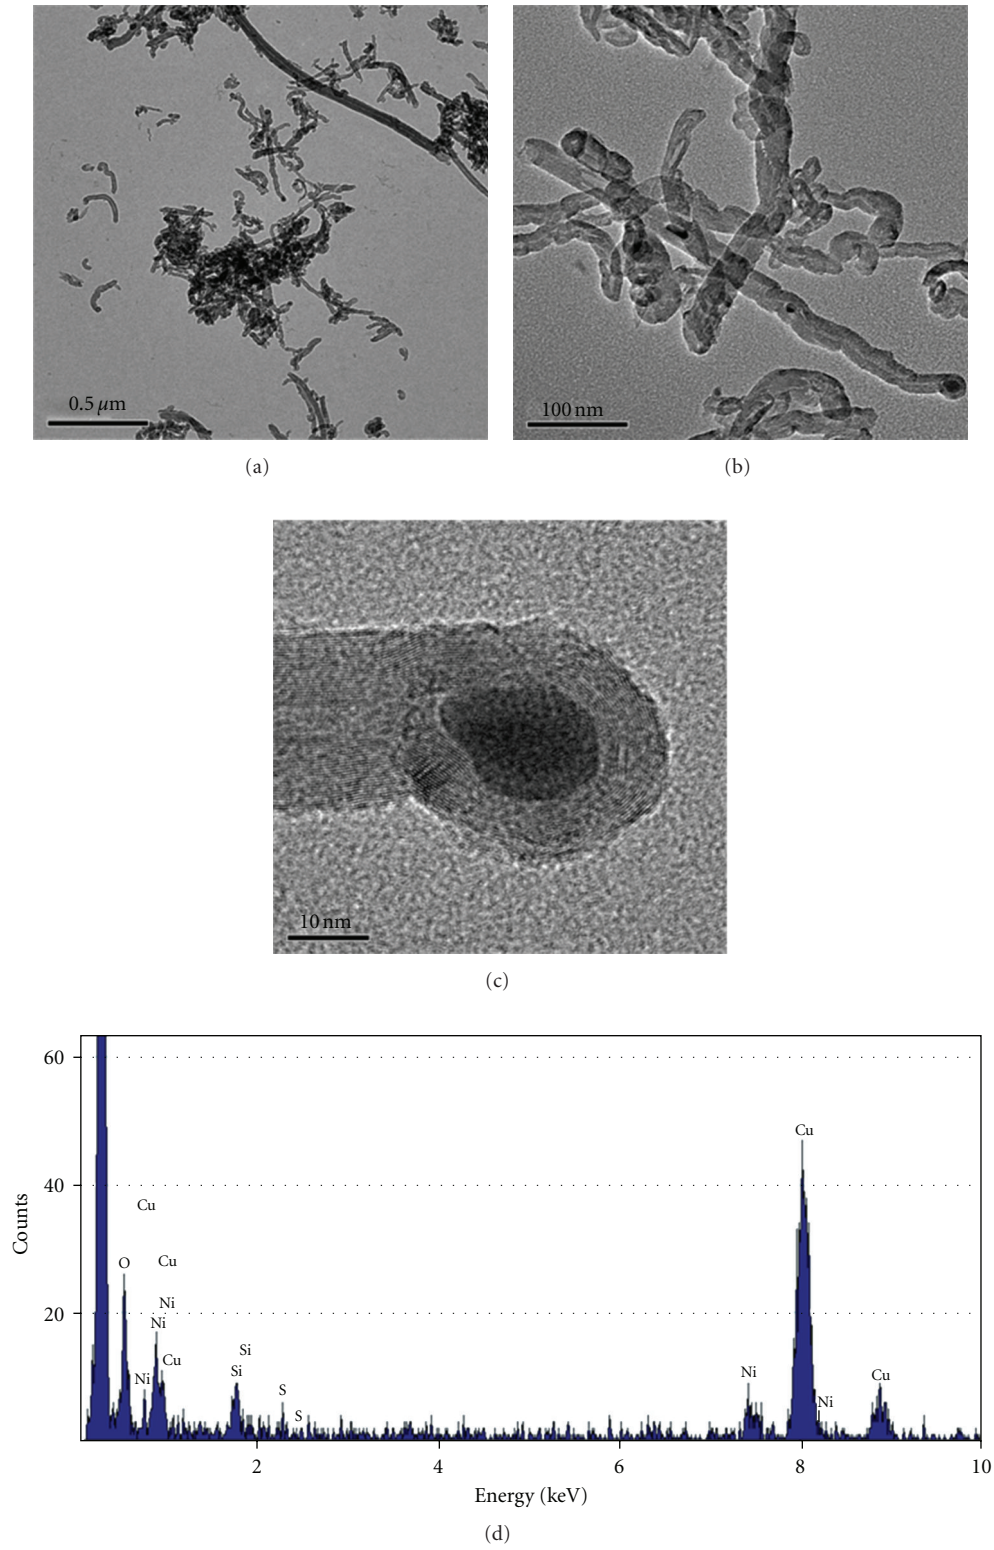 0.5 µm
100 nm
(a)
(b)
10 nm
(c)
60
40
20
Counts
Cu
Cu
O
Ni
Ni
Cu
Ni
Si
Si
S
S
Cu
Ni
Ni
Cu
2
4
6
8
10
Energy (keV)
(d)